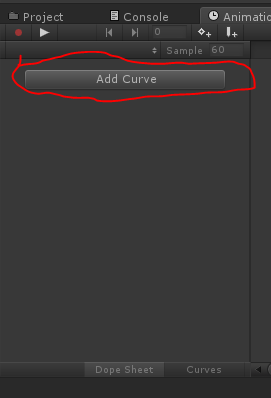 Project Console Animatio
0
Sample 60
Add Curve
Dope Sheet Curves